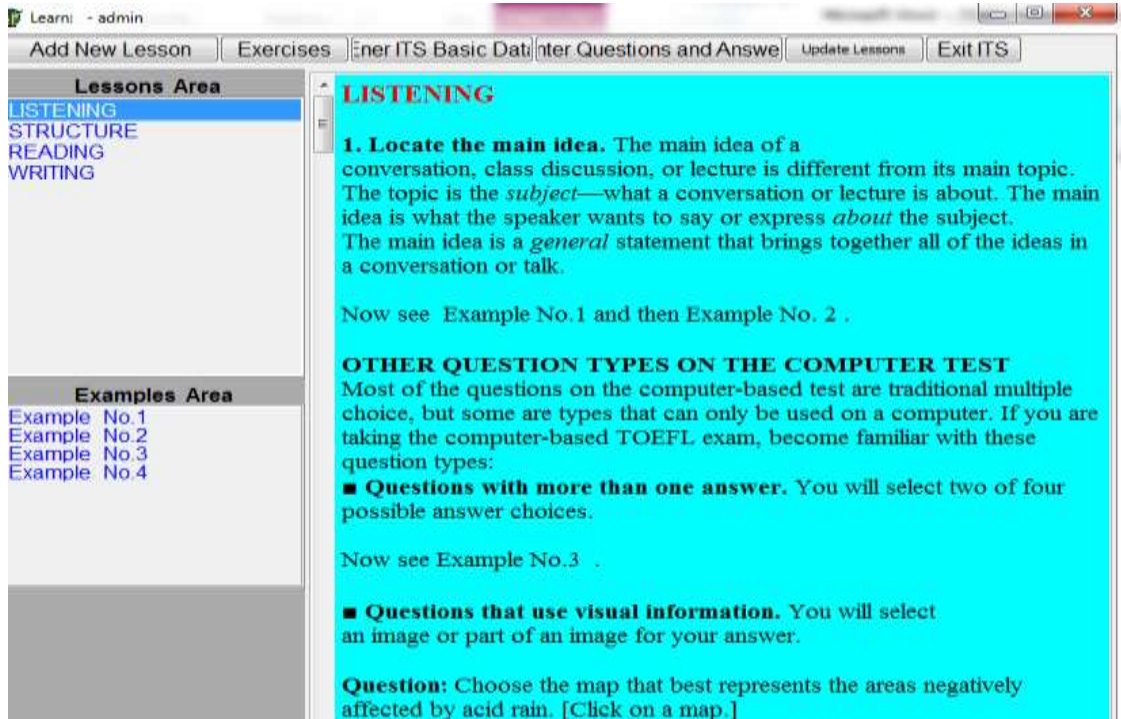 Learn: - admin
Add New Lesson Exercises Ener ITS Basic Data nter Questions and Answe Update Lessons Exit ITS
Lessons Area
LISTENING
STRUCTURE
READING
WRITING
Examples Area
Example No.1
Example No.2
Example No.3
Example No.4
LISTENING
1. Locate the main idea. The main idea of a
conversation, class discussion, or lecture is different from its main topic.
The topic is the subject—what a conversation or lecture is about. The main
idea is what the speaker wants to say or express about the subject.
The main idea is a general statement that brings together all of the ideas in
a conversation or talk.
Now see Example No.1 and then Example No. 2 .
OTHER QUESTION TYPES ON THE COMPUTER TEST
Most of the questions on the computer-based test are traditional multiple
choice, but some are types that can only be used on a computer. If you are
taking the computer-based TOEFL exam, become familiar with these
question types:
■ Questions with more than one answer. You will select two of four
possible answer choices.
Now see Example No.3 .
■ Questions that use visual information. You will select
an image or part of an image for your answer.
Question: Choose the map that best represents the areas negatively
affected by acid rain. [Click on a map.]